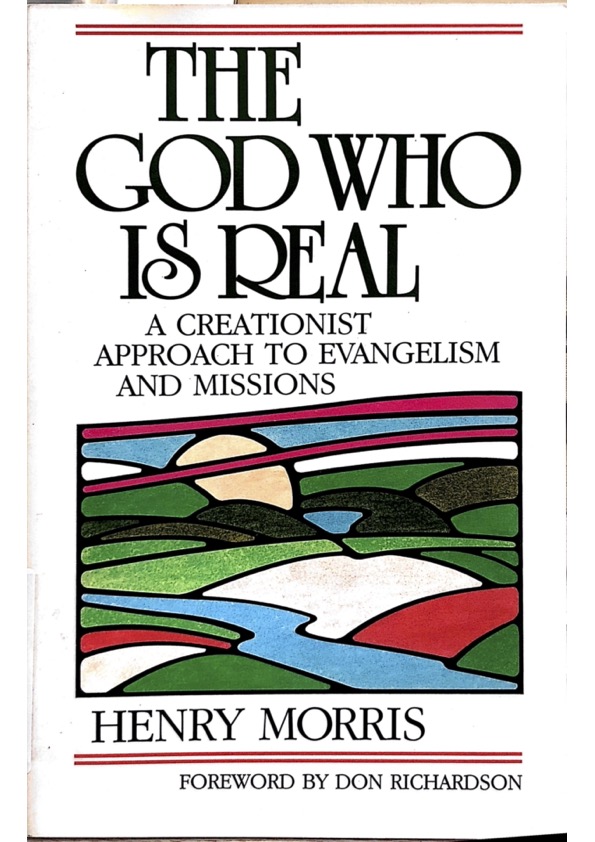 THE
GOD WHO
IS REAL
A CREATIONIST
APPROACH TO EVANGELISM
AND MISSIONS
HENRY MORRIS
FOREWORD BY DON RICHARDSON